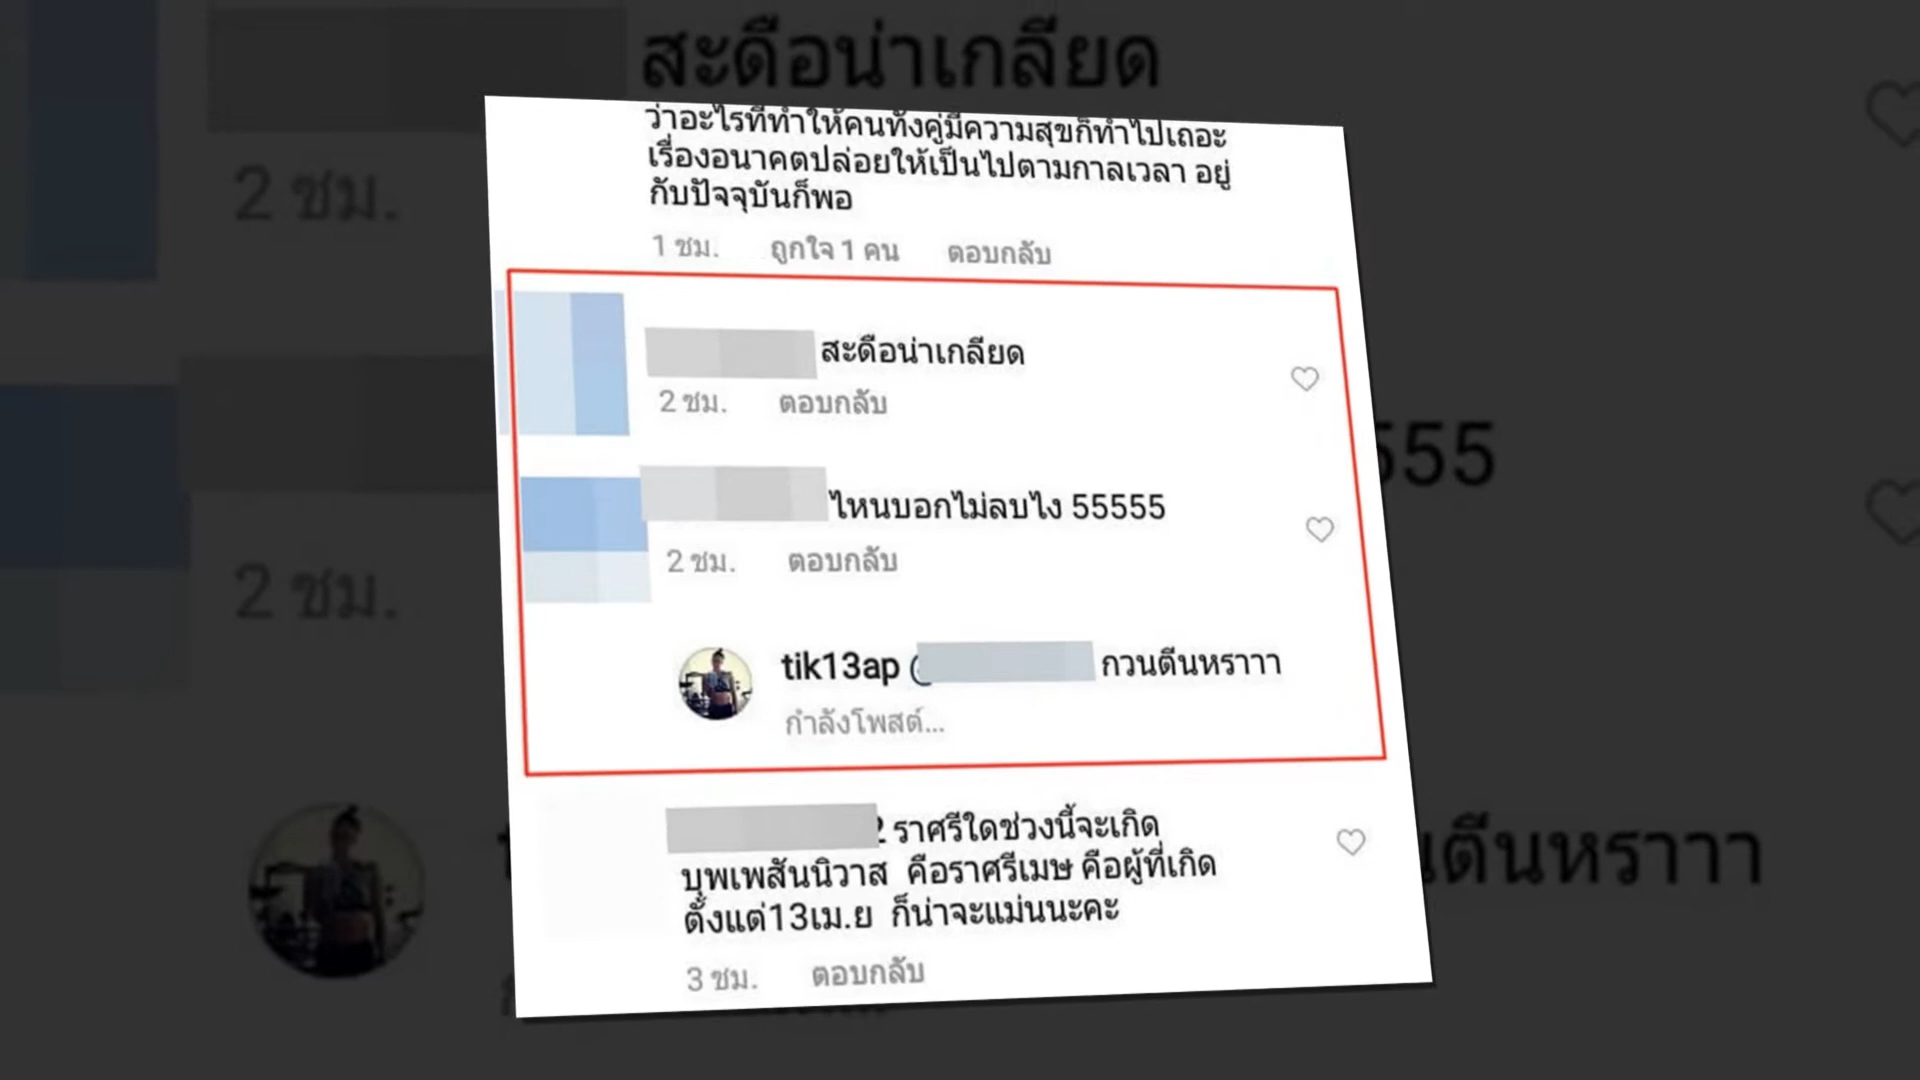 สะดือน่าเกลียด
ว่าอะไรที่ทำให้คนทั้งคู่มีความสุขก็ทำไปเถอะ
เรื่องอนาคตปล่อยให้เป็นไปตามกาลเวลา อยู่
กับปัจจุบันก็พอ
1 ชม. ถูกใจ 1 คน ตอบกลับ
2 ชม.
สะดือน่าเกลียด
2 ชม. ตอบกลับ
555
ไหนบอกไม่ลบไง 55555
2 ชม. ตอบกลับ
2 ชม.
tik13ap @ กวนตีนหราาา
กำลังโพสต์...
2 ราศรีใดช่วงนี้จะเกิด
บุพเพสันนิวาส คือราศรีเมษ คือผู้ที่เกิด
ตั้งแต่13เม.ย ก็น่าจะแม่นนะคะ
ตีนหราาา
3 ชม. ตอบกลับ